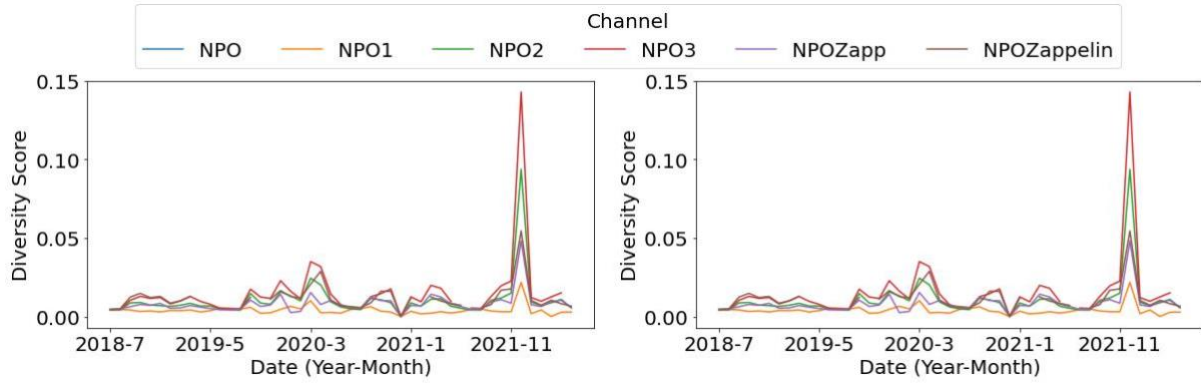 Channel
NPO NPO1 NPO2 NPO3 NPOZapp NPOZappelin
0.15
0.10
0.05
0.00
Diversity Score
2018-7 2019-5 2020-3 2021-1 2021-11
Date (Year-Month)
0.15
0.10
0.05
0.00
Diversity Score
2018-7 2019-5 2020-3 2021-1 2021-11
Date (Year-Month)